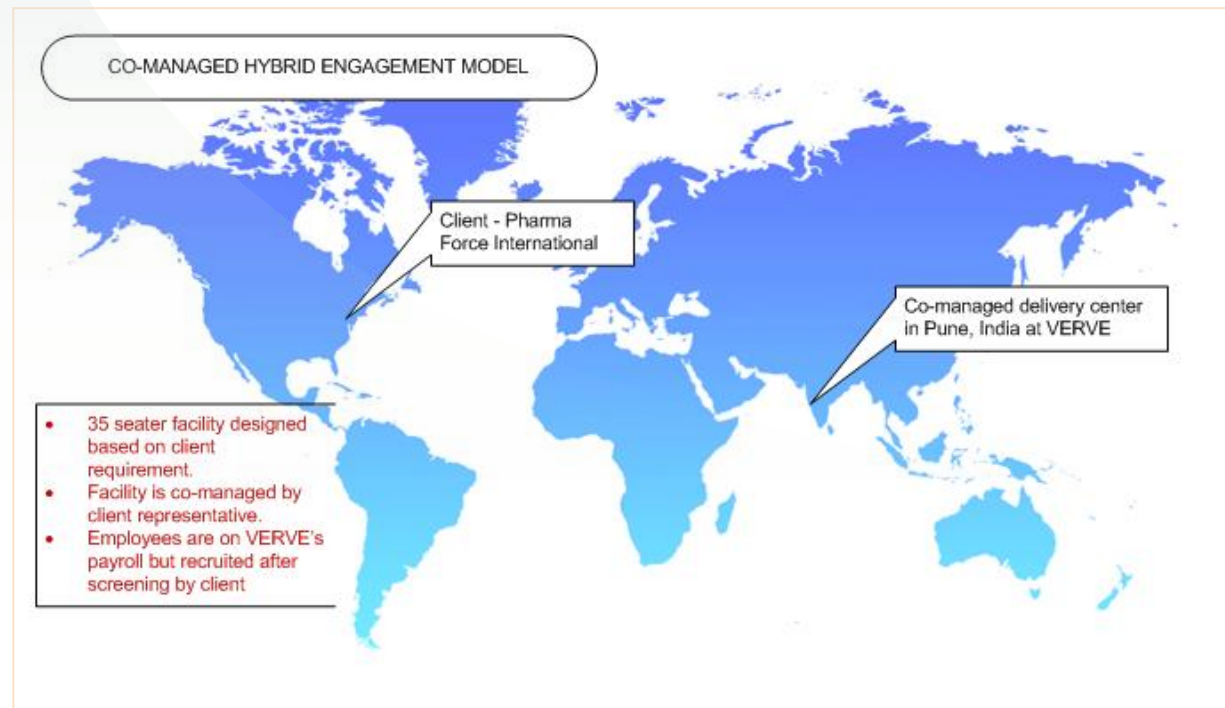 CO-MANAGED HYBRID ENGAGEMENT MODEL
Client - Pharma
Force International
Co-managed delivery center
in Pune, India at VERVE
• 35 seater facility designed
based on client
requirement.
• Facility is co-managed by
client representative.
• Employees are on VERVE's
payroll but recruited after
screening by client